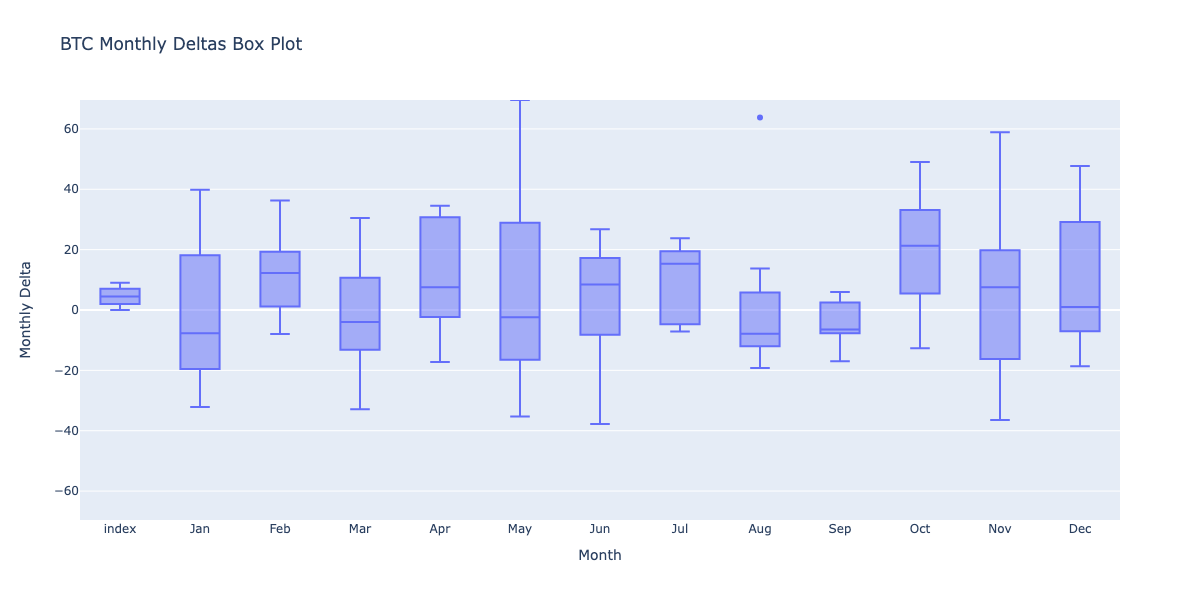 BTC Monthly Deltas Box Plot
Monthly Delta
60
40
20
0
−20
−40
−60
index Jan Feb Mar Apr May Jun Jul Aug Sep Oct Nov Dec
Month